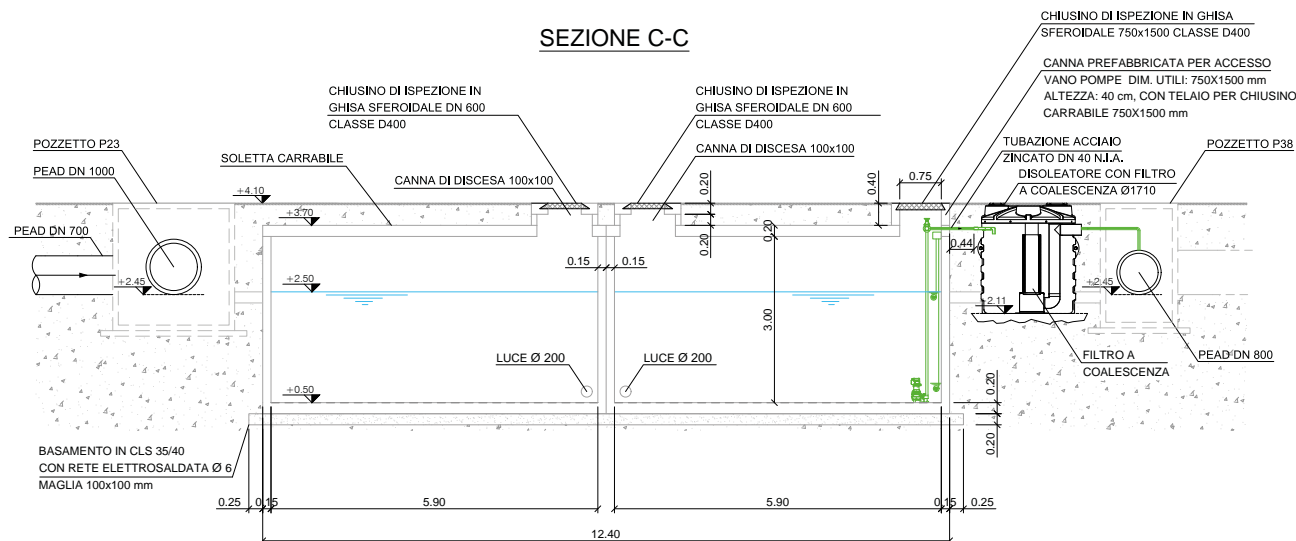 SEZIONE C-C
CHIUSINO DI ISPEZIONE IN GHISA
SFEROIDALE 750x1500 CLASSE D400
CANNA PREFABBRICATA PER ACCESSO
VANO POMPE DIM. UTILI: 750X1500 mm
ALTEZZA: 40 cm, CON TELAIO PER CHIUSINO
CARRABILE 750X1500 mm
CHIUSINO DI ISPEZIONE IN
GHISA SFEROIDALE DN 600
CLASSE D400
CHIUSINO DI ISPEZIONE IN
GHISA SFEROIDALE DN 600
CLASSE D400
POZZETTO P23
SOLETTA CARRABILE
CANNA DI DISCESA 100x100
CANNA DI DISCESA 100x100
TUBAZIONE ACCIAIO
ZINCATO DN 40 N.I.A.
POZZETTO P38
DISOLEATORE CON FILTRO
A COALESCENZA Ø1710
PEAD DN 1000
PEAD DN 700
+4.10
+3.70
+2.50
+2.45
+0.50
0.20
0.20
0.40
0.75
0.20
0.44
0.15
0.15
3.00
2.11
+2.45
LUCE Ø 200
LUCE Ø 200
FILTRO A
COALESCENZA
PEAD DN 800
0.20
0.20
BASAMENTO IN CLS 35/40
CON RETE ELETTROSALDATA Ø 6
MAGLIA 100x100 mm
0.25
0.15
5.90
5.90
0.15
0.25
12.40